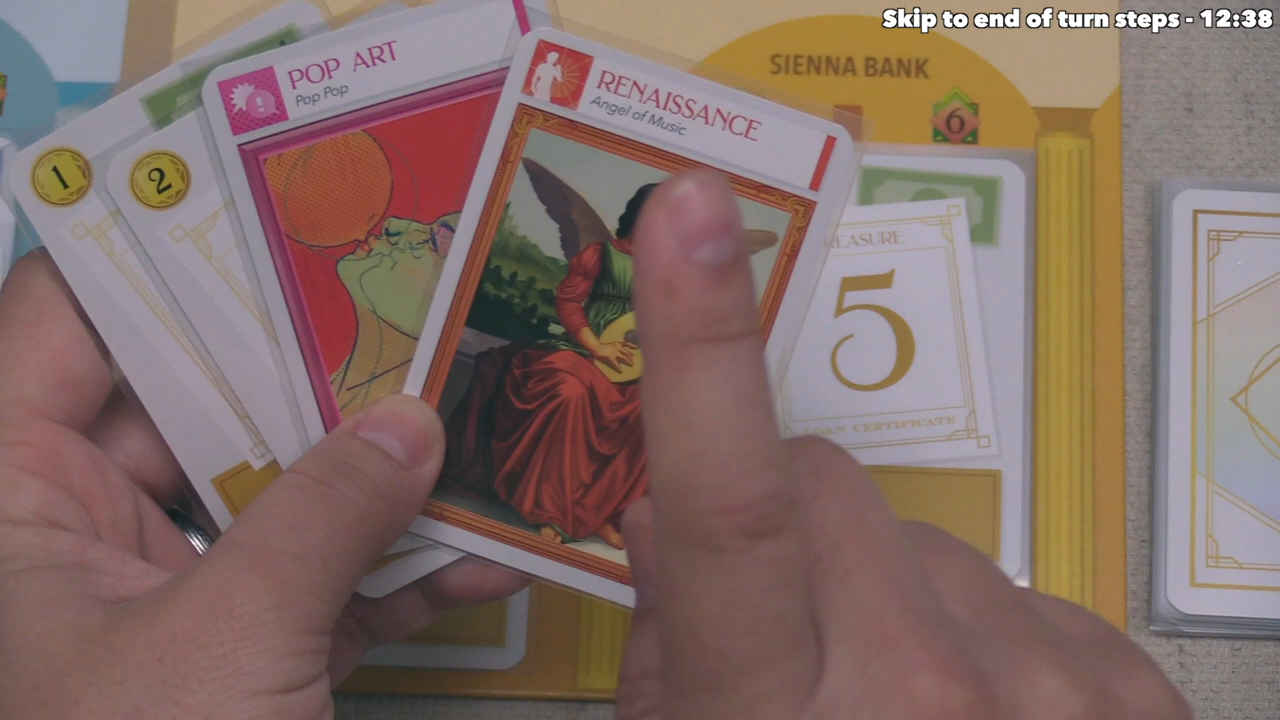 Skip to end of turn steps - 12:38
SIENNA BANK
6
POP ART
Pop Pop
RENAISSANCE
Angel of Music
1
2
EASURE
5
LOAN CERTIFICATE